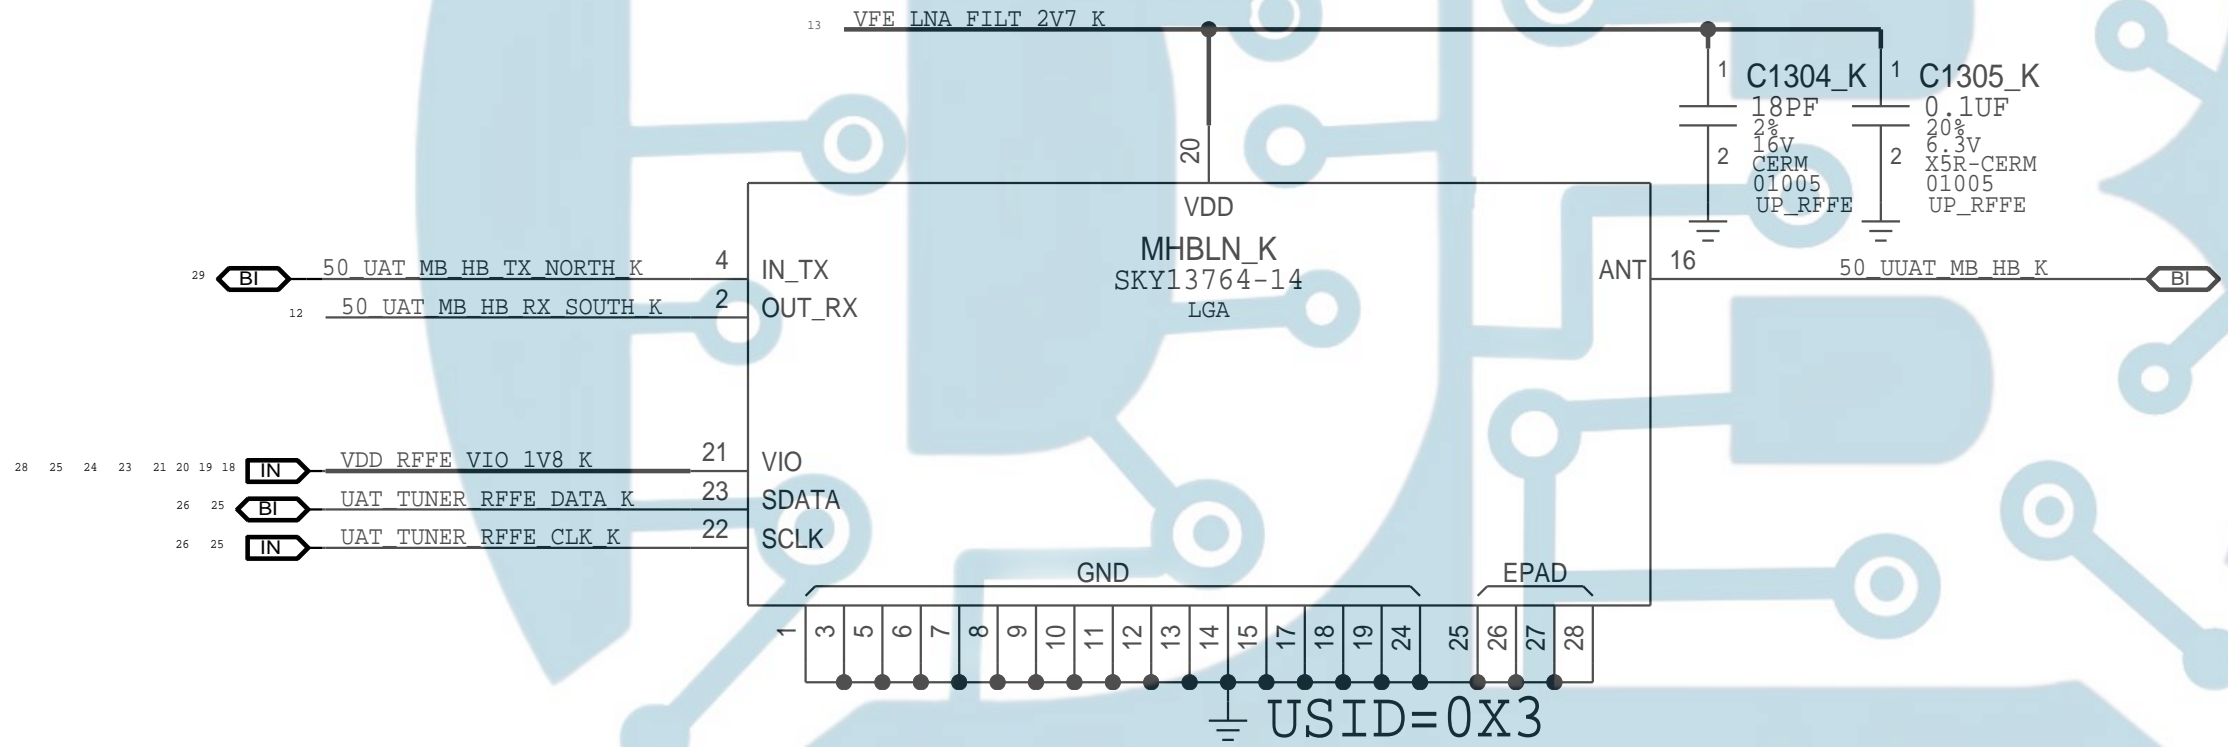 13 VFE_LNA_FILT_2V7_K
1 C1304_K
18PF
2%
16V
2 CERM
01005
UP_RFFE
1 C1305_K
0.1UF
20%
6.3V
2 X5R-CERM
01005
UP_RFFE
20
VDD
MHBLN_K
SKY13764-14
LGA
29 BI 50_UAT_MB_HB_TX_NORTH_K 4 IN_TX
12 50_UAT_MB_HB_RX_SOUTH_K 2 OUT_RX
ANT 16 50_UUAT_MB_HB_K BI
28 25 24 23 21 20 19 18 IN VDD_RFFE_VIO_1V8_K 21 VIO
26 25 BI UAT_TUNER_RFFE_DATA_K 23 SDATA
26 25 IN UAT_TUNER_RFFE_CLK_K 22 SCLK
GND EPAD
1 3 5 6 7 8 9 10 11 12 13 14 15 17 18 19 24 25 26 27 28
USID=0X3